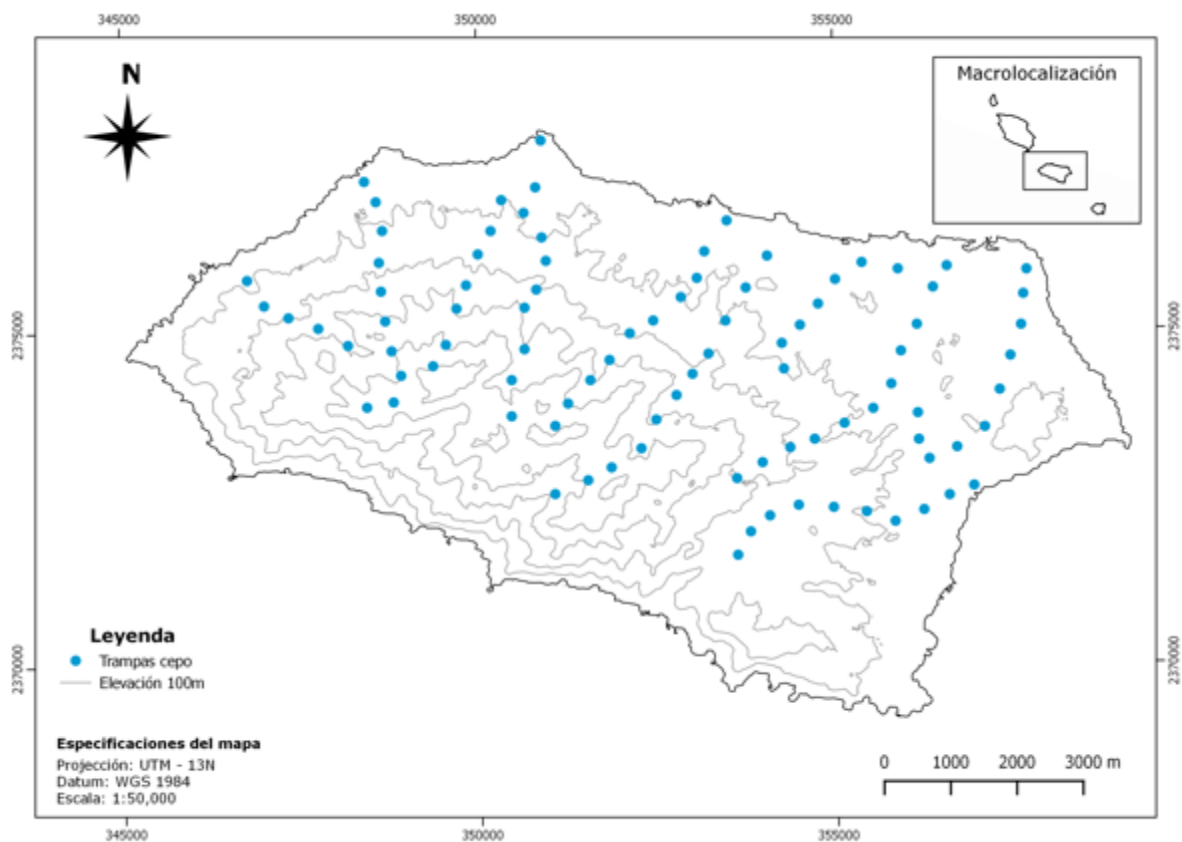 345000
350000
355000
N
Macrolocalización
2375000
2375000
2370000
2370000
Leyenda
Trampas cepo
Elevación 100m
Especificaciones del mapa
Projección: UTM - 13N
Datum: WGS 1984
Escala: 1:50,000
0 1000 2000 3000 m
345000
350000
355000